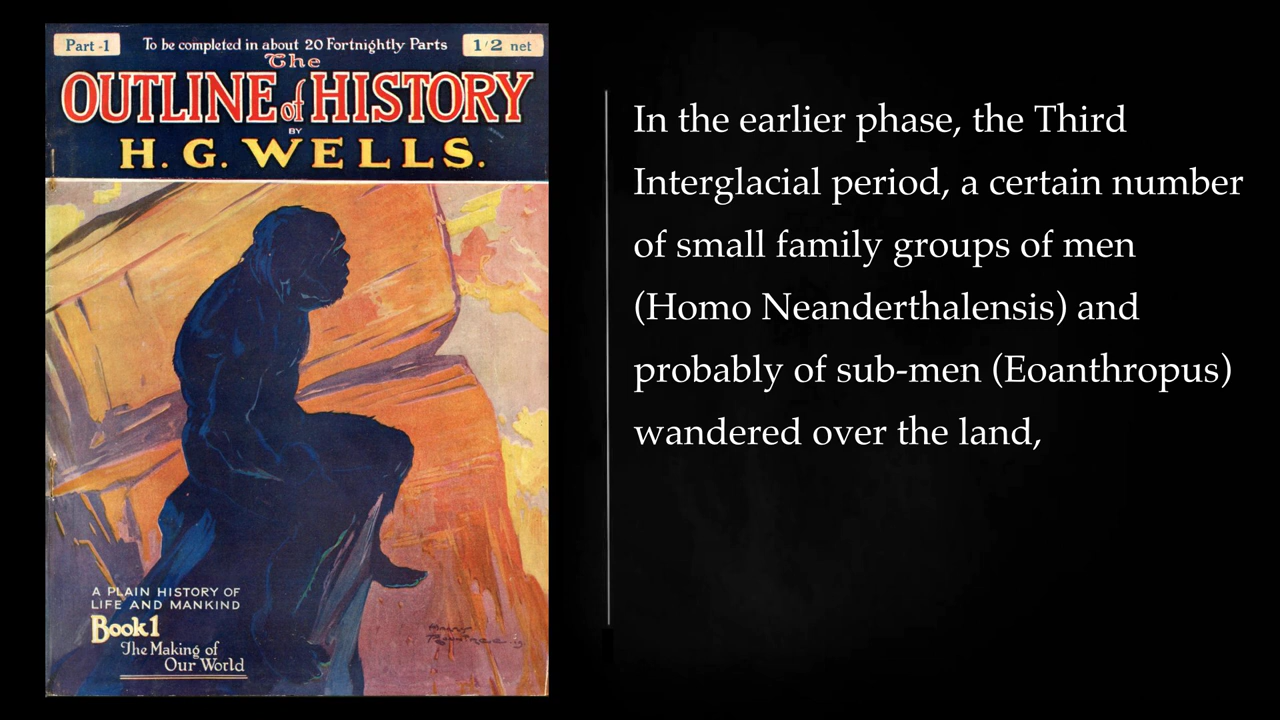 Part -1
To be completed in about 20 Fortnightly Parts
1/2 net
The
OUTLINE of HISTORY
BY
H. G. WELLS.
A PLAIN HISTORY OF
LIFE AND MANKIND
Book 1
The Making of
Our World
In the earlier phase, the Third
Interglacial period, a certain number
of small family groups of men
(Homo Neanderthalensis) and
probably of sub-men (Eoanthropus)
wandered over the land,